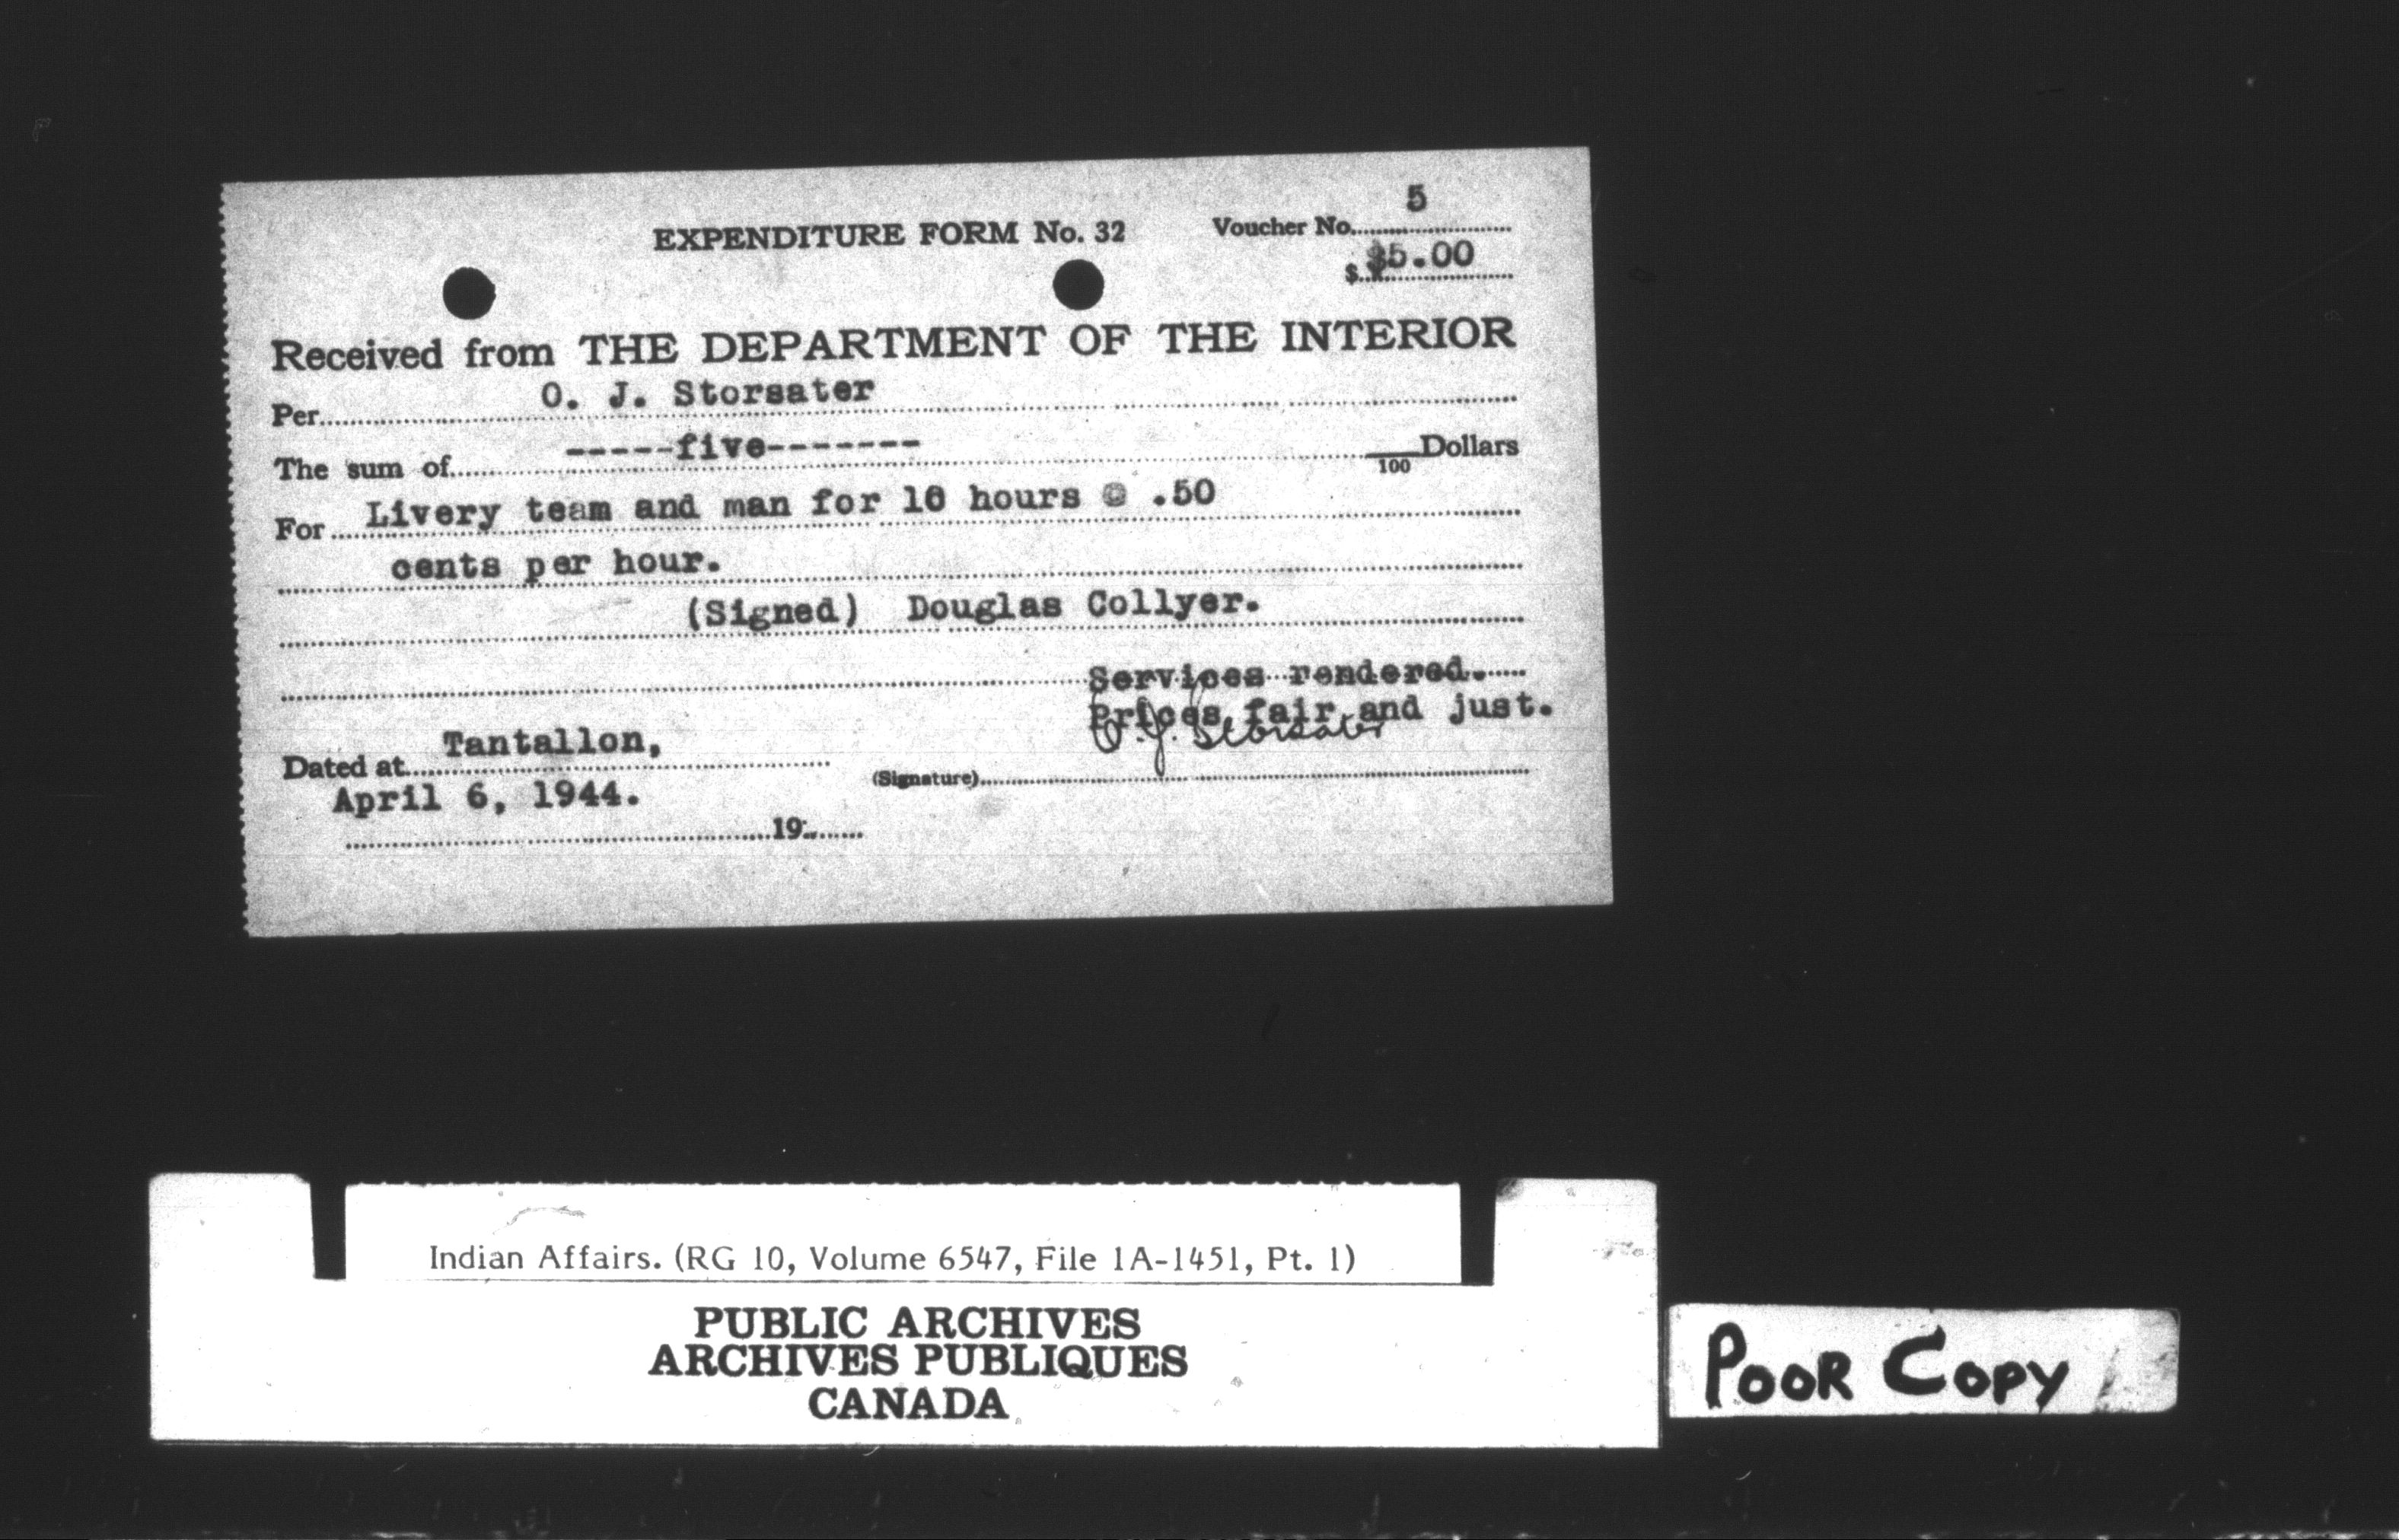 EXPENDITURE FORM No. 32
Voucher No. 5
$ $5.00
Received from THE DEPARTMENT OF THE INTERIOR
Per O. J. Storsater
The sum of -----five------- /100 Dollars
For Livery team and man for 10 hours @ .50
cents per hour.
(Signed) Douglas Collyer.
Services rendered.
Prices fair and just.
Dated at Tantallon,
(Signature) O. J. Storsater
April 6, 1944.
19
Indian Affairs. (RG 10, Volume 6547, File 1A-1451, Pt. 1)
PUBLIC ARCHIVES
ARCHIVES PUBLIQUES
CANADA
POOR COPY